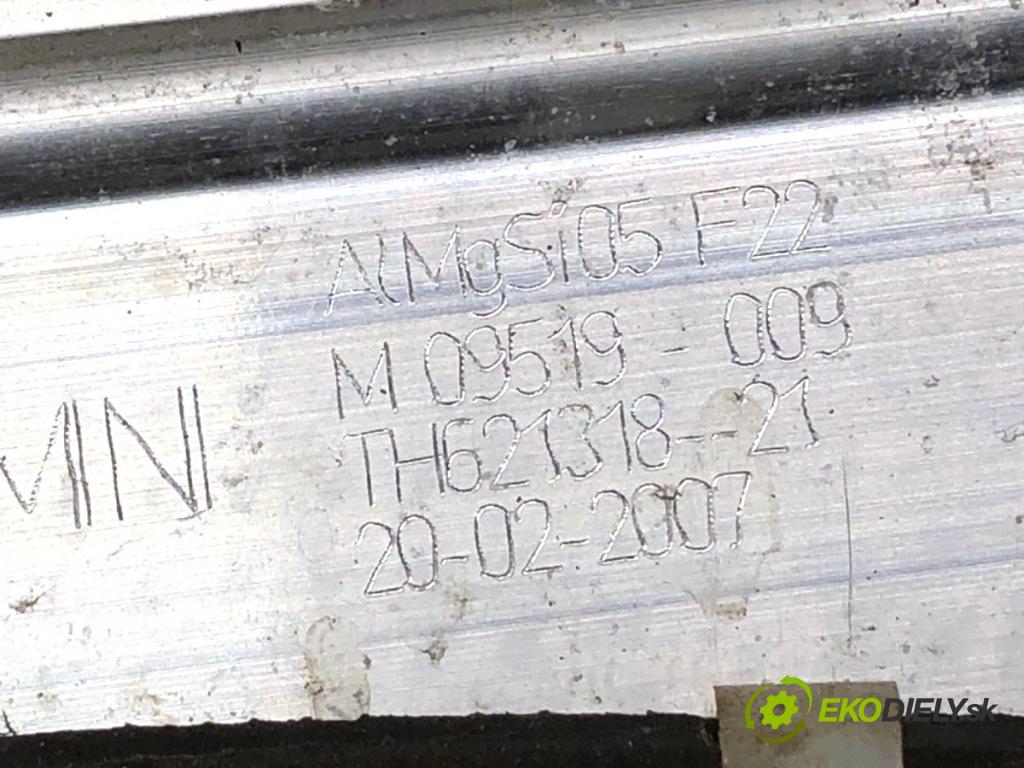 AlMgSi05 F22
M 09519 - 009
TH621318--21
20-02-2007
MINI
EKODIELY.sk